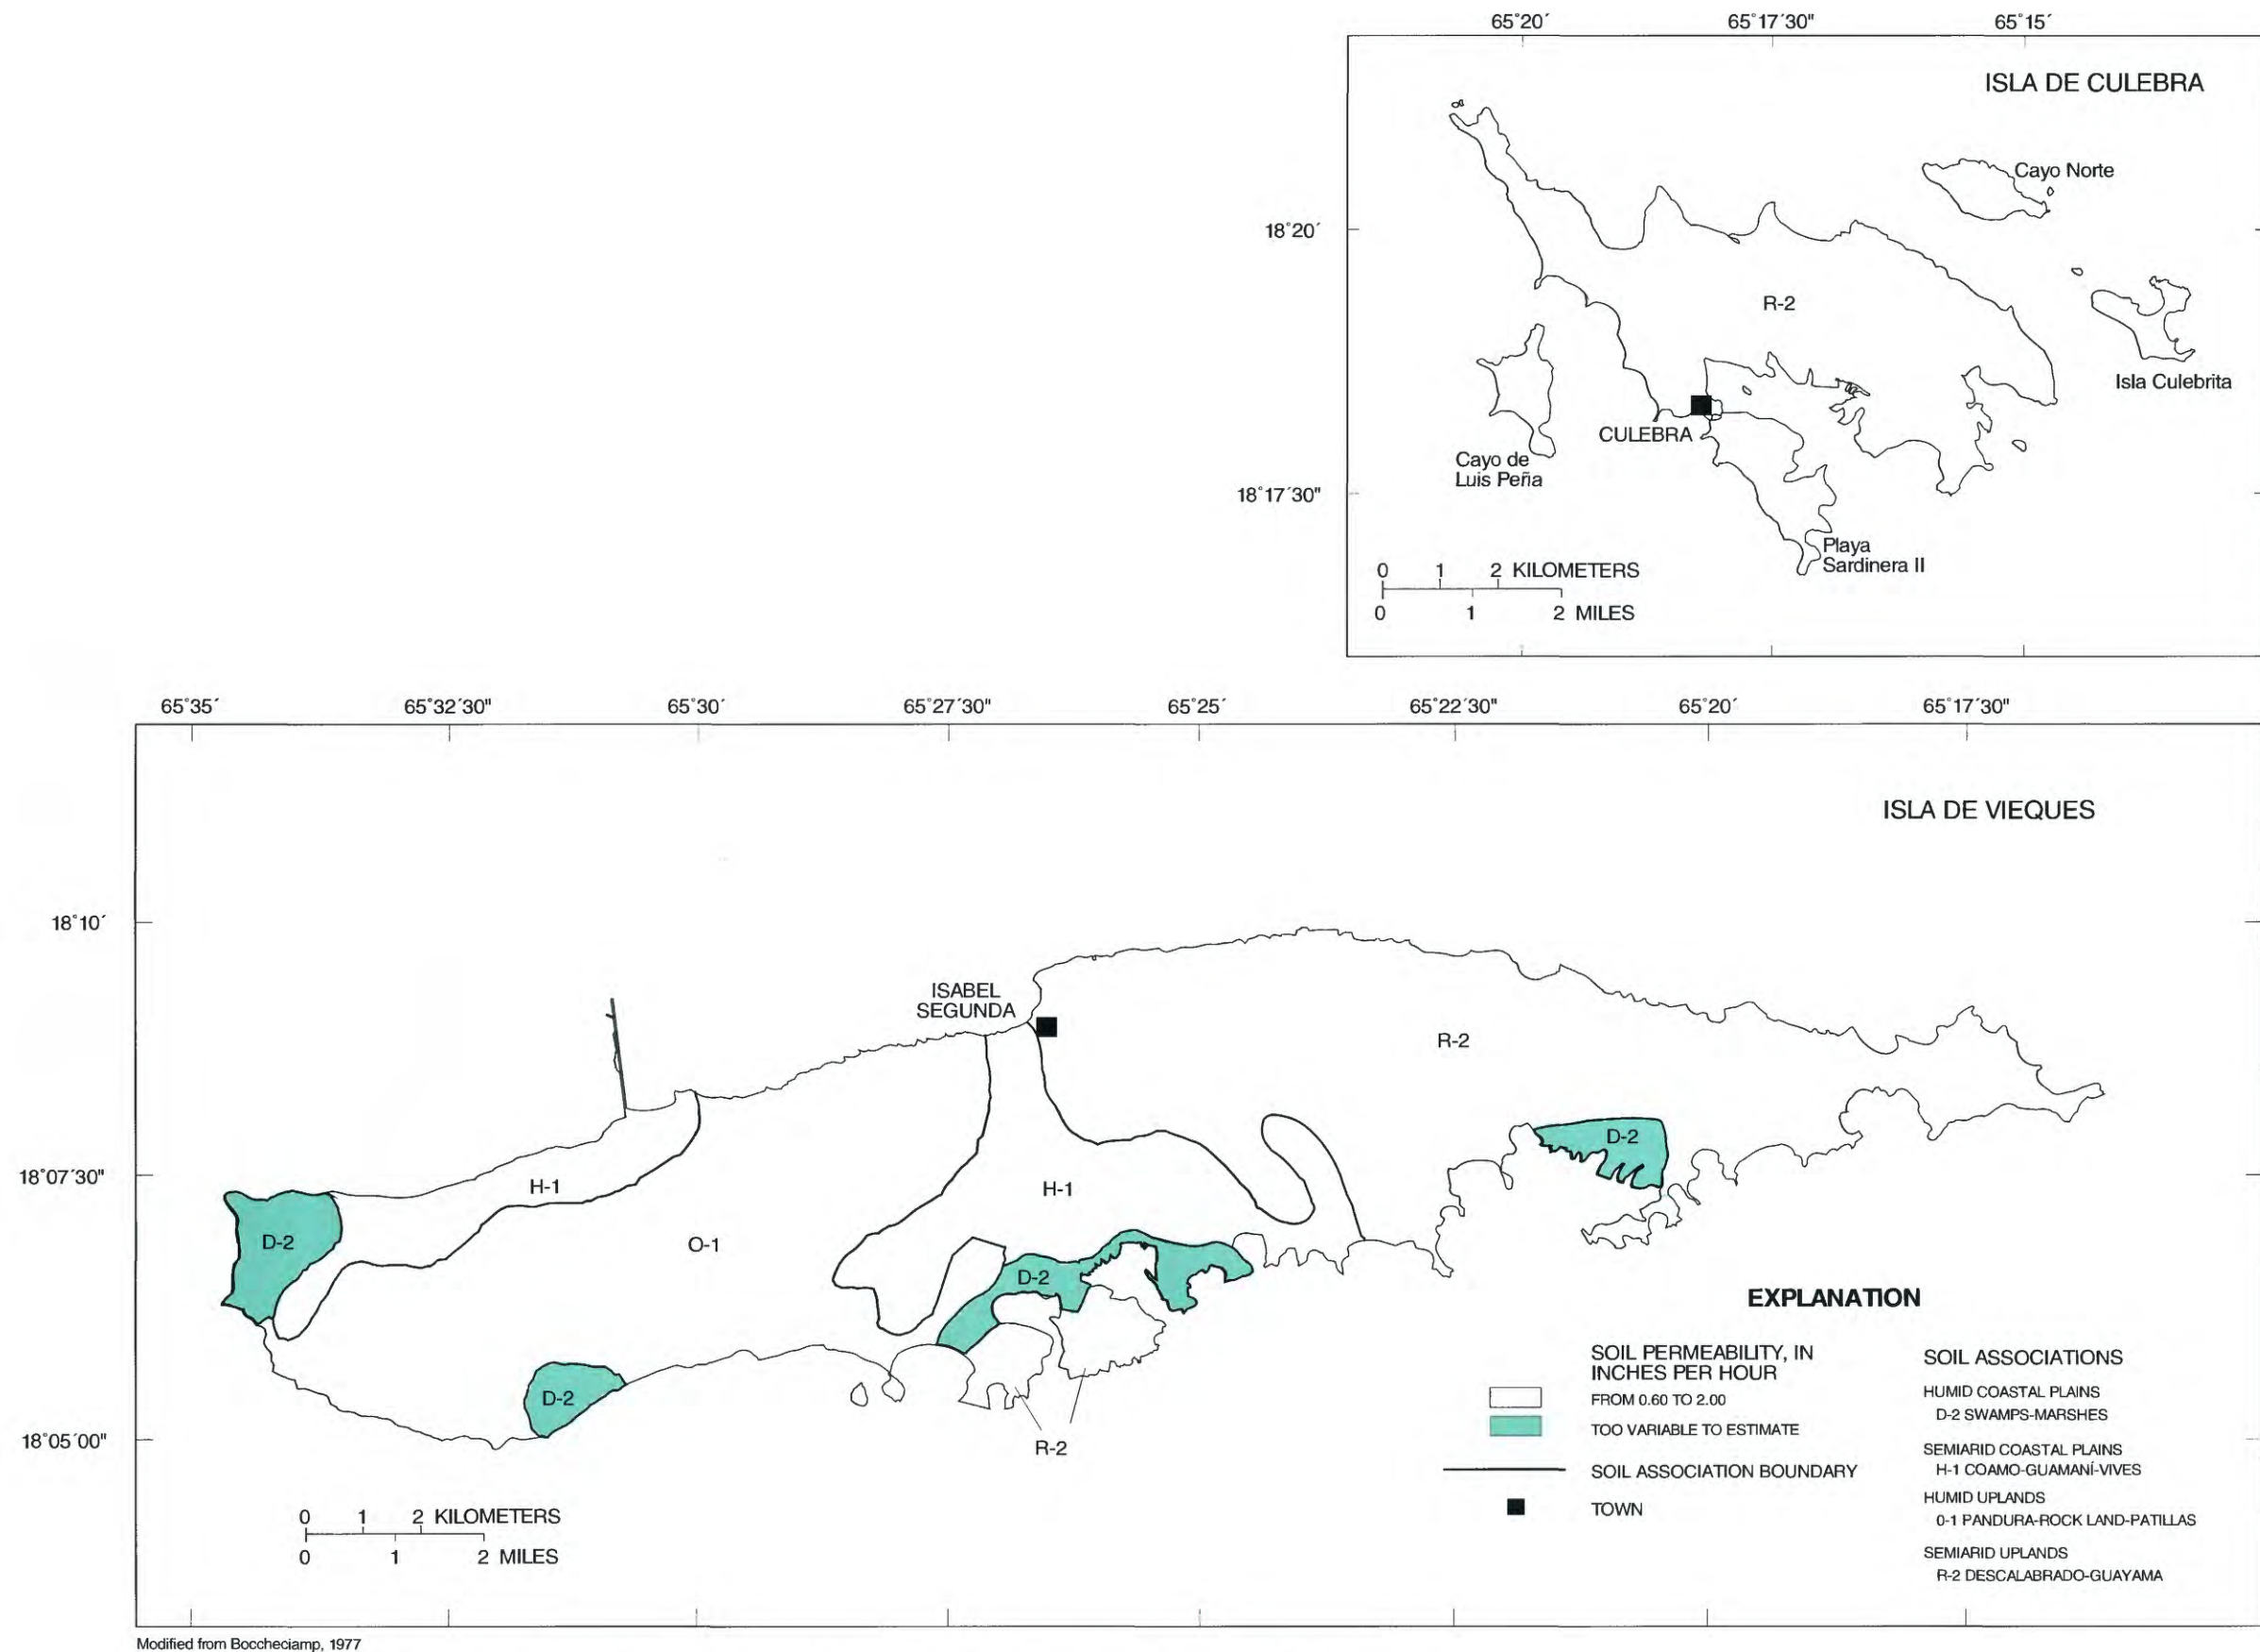 65°20´ 65°17´30" 65°15´
ISLA DE CULEBRA
Cayo Norte
18°20´
R-2
Isla Culebrita
CULEBRA
Cayo de
Luis Peña
18°17´30"
Playa
Sardinera II
0 1 2 KILOMETERS
0 1 2 MILES
65°35´ 65°32´30" 65°30´ 65°27´30" 65°25´ 65°22´30" 65°20´ 65°17´30"
ISLA DE VIEQUES
18°10´
ISABEL
SEGUNDA
R-2
D-2
18°07´30"
H-1
H-1
D-2
O-1
D-2
D-2
R-2
18°05´00"
0 1 2 KILOMETERS
0 1 2 MILES
EXPLANATION
SOIL PERMEABILITY, IN
INCHES PER HOUR
FROM 0.60 TO 2.00
TOO VARIABLE TO ESTIMATE
SOIL ASSOCIATION BOUNDARY
TOWN
SOIL ASSOCIATIONS
HUMID COASTAL PLAINS
D-2 SWAMPS-MARSHES
SEMIARID COASTAL PLAINS
H-1 COAMO-GUAMANÍ-VIVES
HUMID UPLANDS
0-1 PANDURA-ROCK LAND-PATILLAS
SEMIARID UPLANDS
R-2 DESCALABRADO-GUAYAMA
Modified from Boccheciamp, 1977